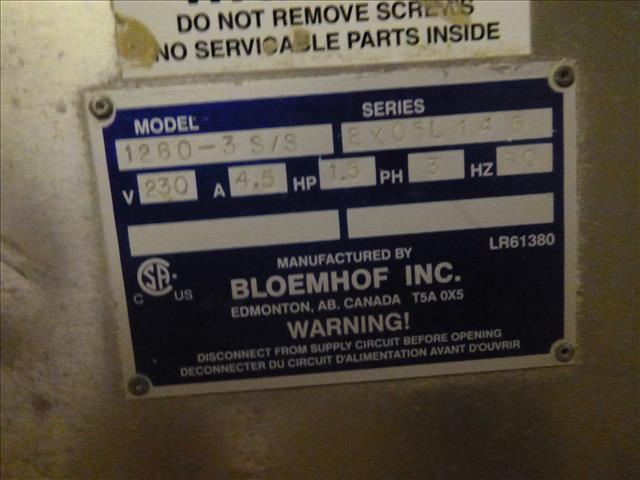 DO NOT REMOVE SCREWS
NO SERVICABLE PARTS INSIDE
MODEL SERIES
1260-3 S/S EX05L145
V 230 A 4.5 HP 1.5 PH 3 HZ 60
MANUFACTURED BY LR61380
BLOEMHOF INC.
C US
EDMONTON, AB. CANADA T5A 0X5
WARNING!
DISCONNECT FROM SUPPLY CIRCUIT BEFORE OPENING
DECONNECTER DU CIRCUIT D'ALIMENTATION AVANT D'OUVRIR